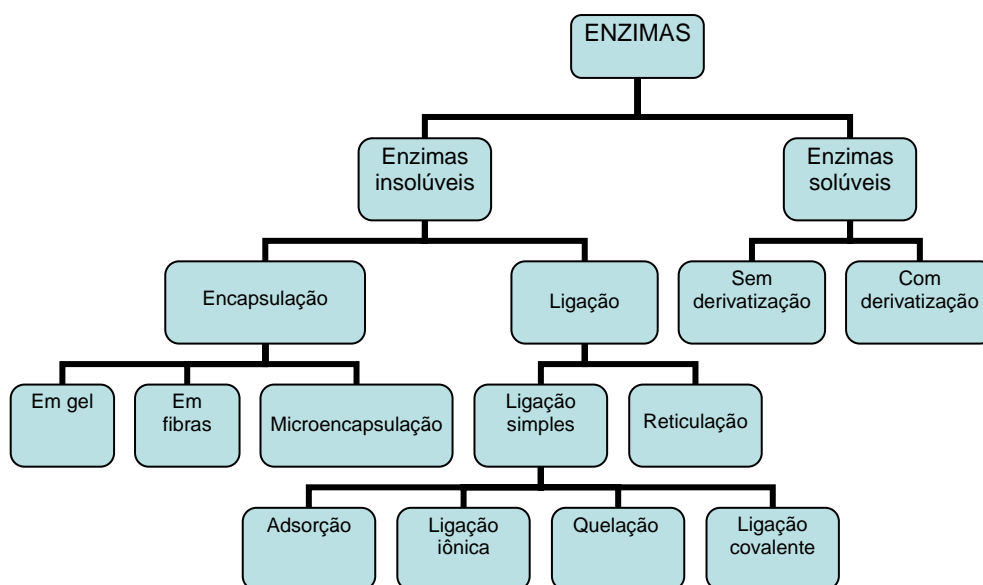 ENZIMAS
Enzimas
insolúveis
Enzimas
solúveis
Encapsulação
Ligação
Sem
derivatização
Com
derivatização
Em gel
Em
fibras
Microencapsulação
Ligação
simples
Reticulação
Adsorção
Ligação
iônica
Quelação
Ligação
covalente